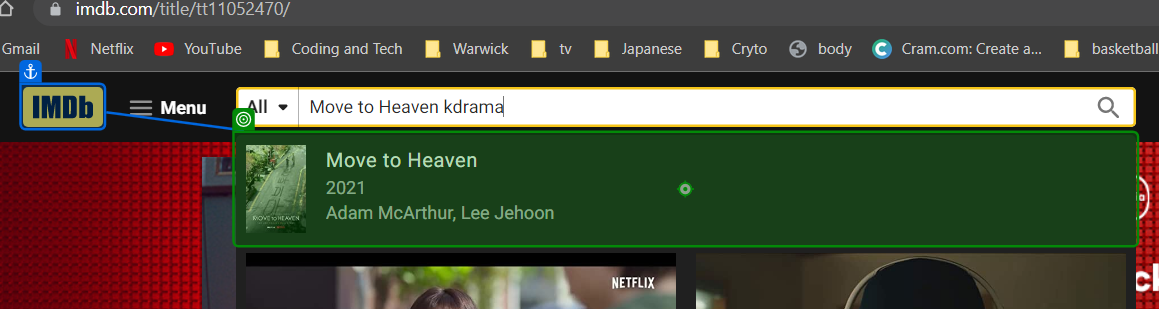 imdb.com/title/tt11052470/
Gmail Netflix YouTube Coding and Tech Warwick tv Japanese Cryto body Cram.com: Create a... basketball
IMDb Menu All Move to Heaven kdrama
Move to Heaven
2021
Adam McArthur, Lee Jehoon
MOVE TO HEAVEN
NETFLIX